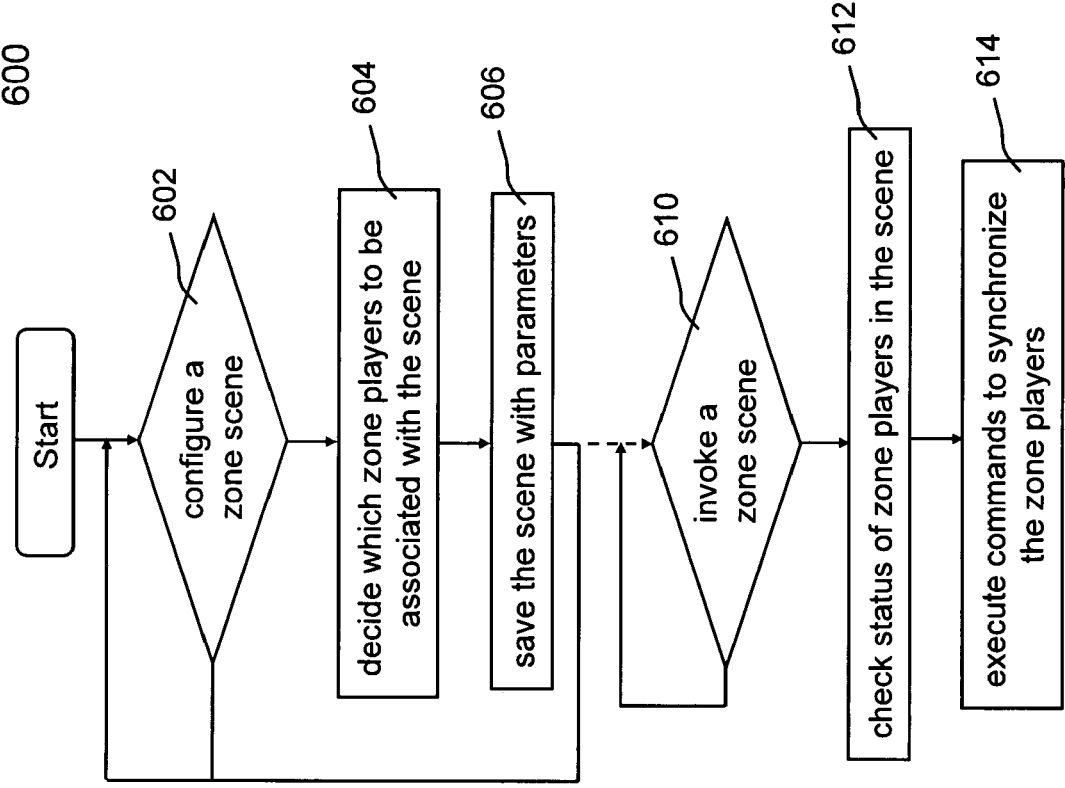 600
Start
602
configure a
zone scene
604
decide which zone players to be
associated with the scene
606
save the scene with parameters
610
invoke a
zone scene
612
check status of zone players in the scene
614
execute commands to synchronize
the zone players